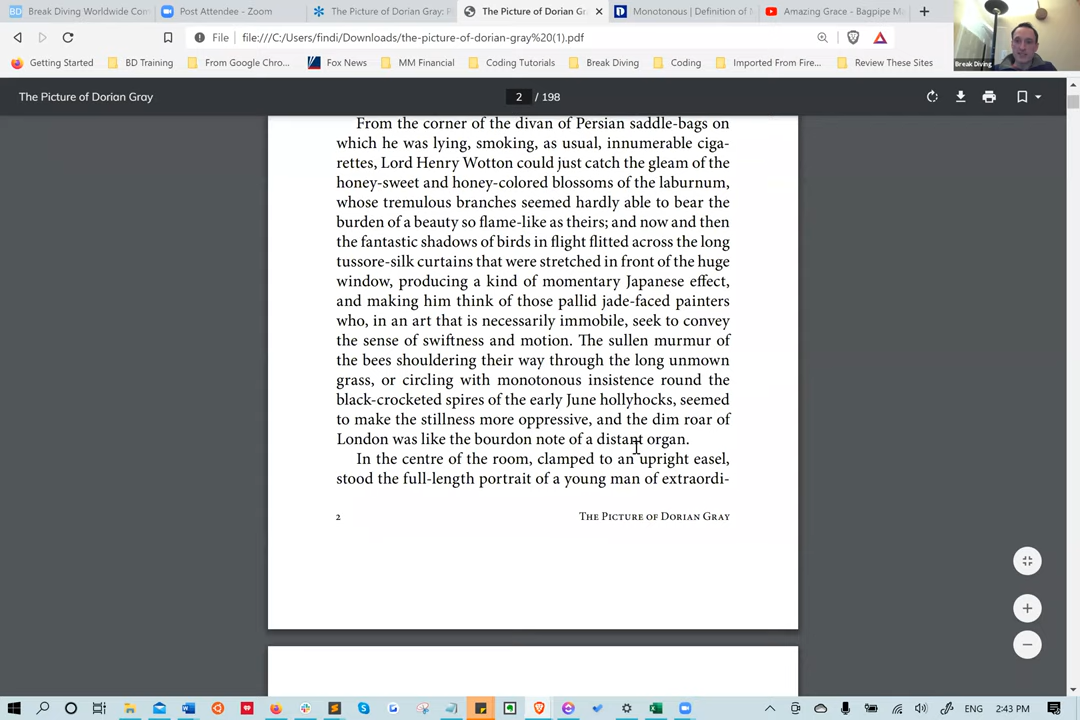 Break Diving Worldwide Com
Post Attendee - Zoom
The Picture of Dorian Gray: F
The Picture of Dorian Gr
Monotonous | Definition of
Amazing Grace - Bagpipe M
File file:///C:/Users/findi/Downloads/the-picture-of-dorian-gray%20(1).pdf
Break Diving
Getting Started BD Training From Google Chro... Fox News MM Financial Coding Tutorials Break Diving Coding Imported From Fire... Review These Sites
The Picture of Dorian Gray 2 / 198
From the corner of the divan of Persian saddle-bags on
which he was lying, smoking, as usual, innumerable ciga-
rettes, Lord Henry Wotton could just catch the gleam of the
honey-sweet and honey-colored blossoms of the laburnum,
whose tremulous branches seemed hardly able to bear the
burden of a beauty so flame-like as theirs; and now and then
the fantastic shadows of birds in flight flitted across the long
tussore-silk curtains that were stretched in front of the huge
window, producing a kind of momentary Japanese effect,
and making him think of those pallid jade-faced painters
who, in an art that is necessarily immobile, seek to convey
the sense of swiftness and motion. The sullen murmur of
the bees shouldering their way through the long unmown
grass, or circling with monotonous insistence round the
black-crocketed spires of the early June hollyhocks, seemed
to make the stillness more oppressive, and the dim roar of
London was like the bourdon note of a distant organ.
In the centre of the room, clamped to an upright easel,
stood the full-length portrait of a young man of extraordi-
2 The Picture of Dorian Gray
ENG 2:43 PM